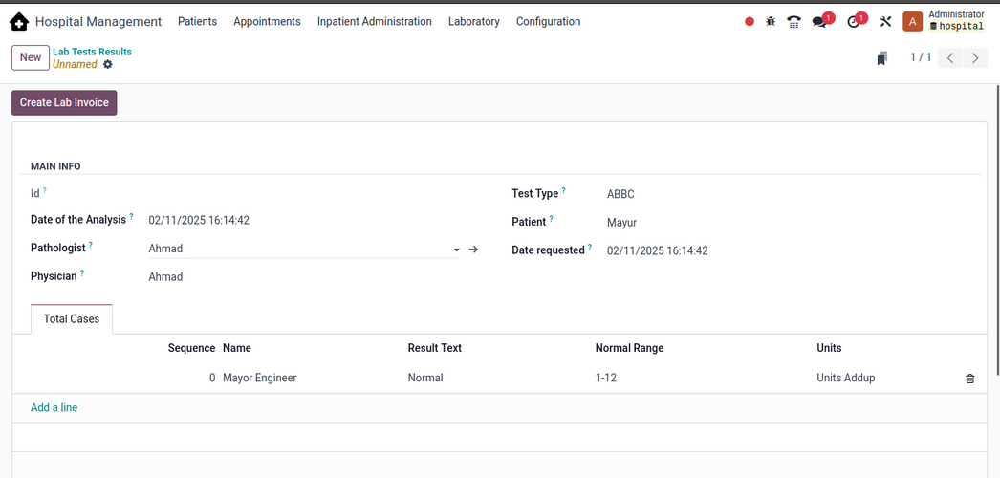 Hospital Management Patients Appointments Inpatient Administration Laboratory Configuration 1 1 A Administrator hospital
New Lab Tests Results 1 / 1
Unnamed
Create Lab Invoice
MAIN INFO
Id ?
Date of the Analysis ? 02/11/2025 16:14:42
Pathologist ? Ahmad
Physician ? Ahmad
Test Type ? ABBC
Patient ? Mayur
Date requested ? 02/11/2025 16:14:42
Total Cases
Sequence Name Result Text Normal Range Units
0 Mayor Engineer Normal 1-12 Units Addup
Add a line